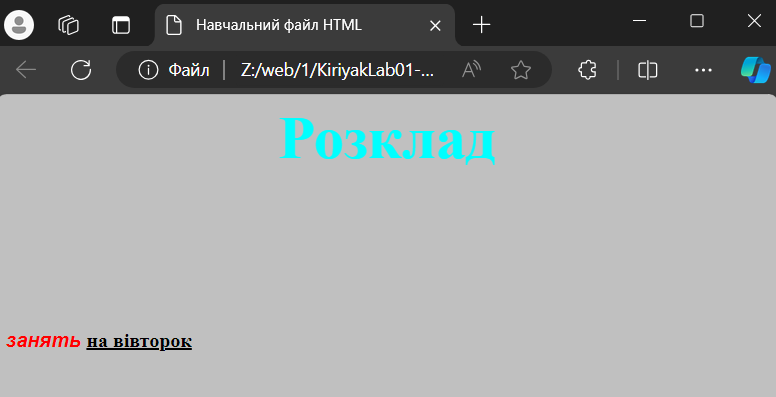 Навчальний файл HTML
Файл
Z:/web/1/KiriyakLab01-...
Розклад
занять на вівторок